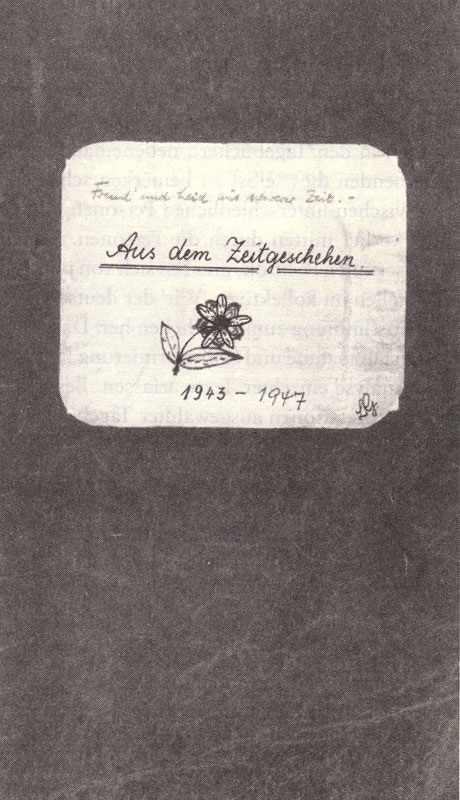 Freud und Leid aus schwerer Zeit. -
Aus dem Zeitgeschehen.
1943 - 1947